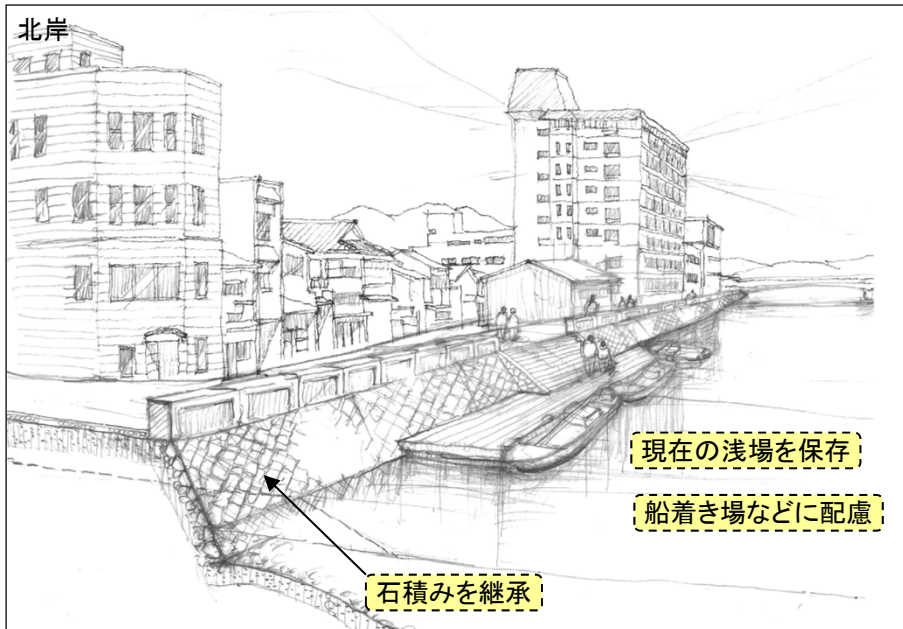 北岸
現在の浅場を保存
船着き場などに配慮
石積みを継承